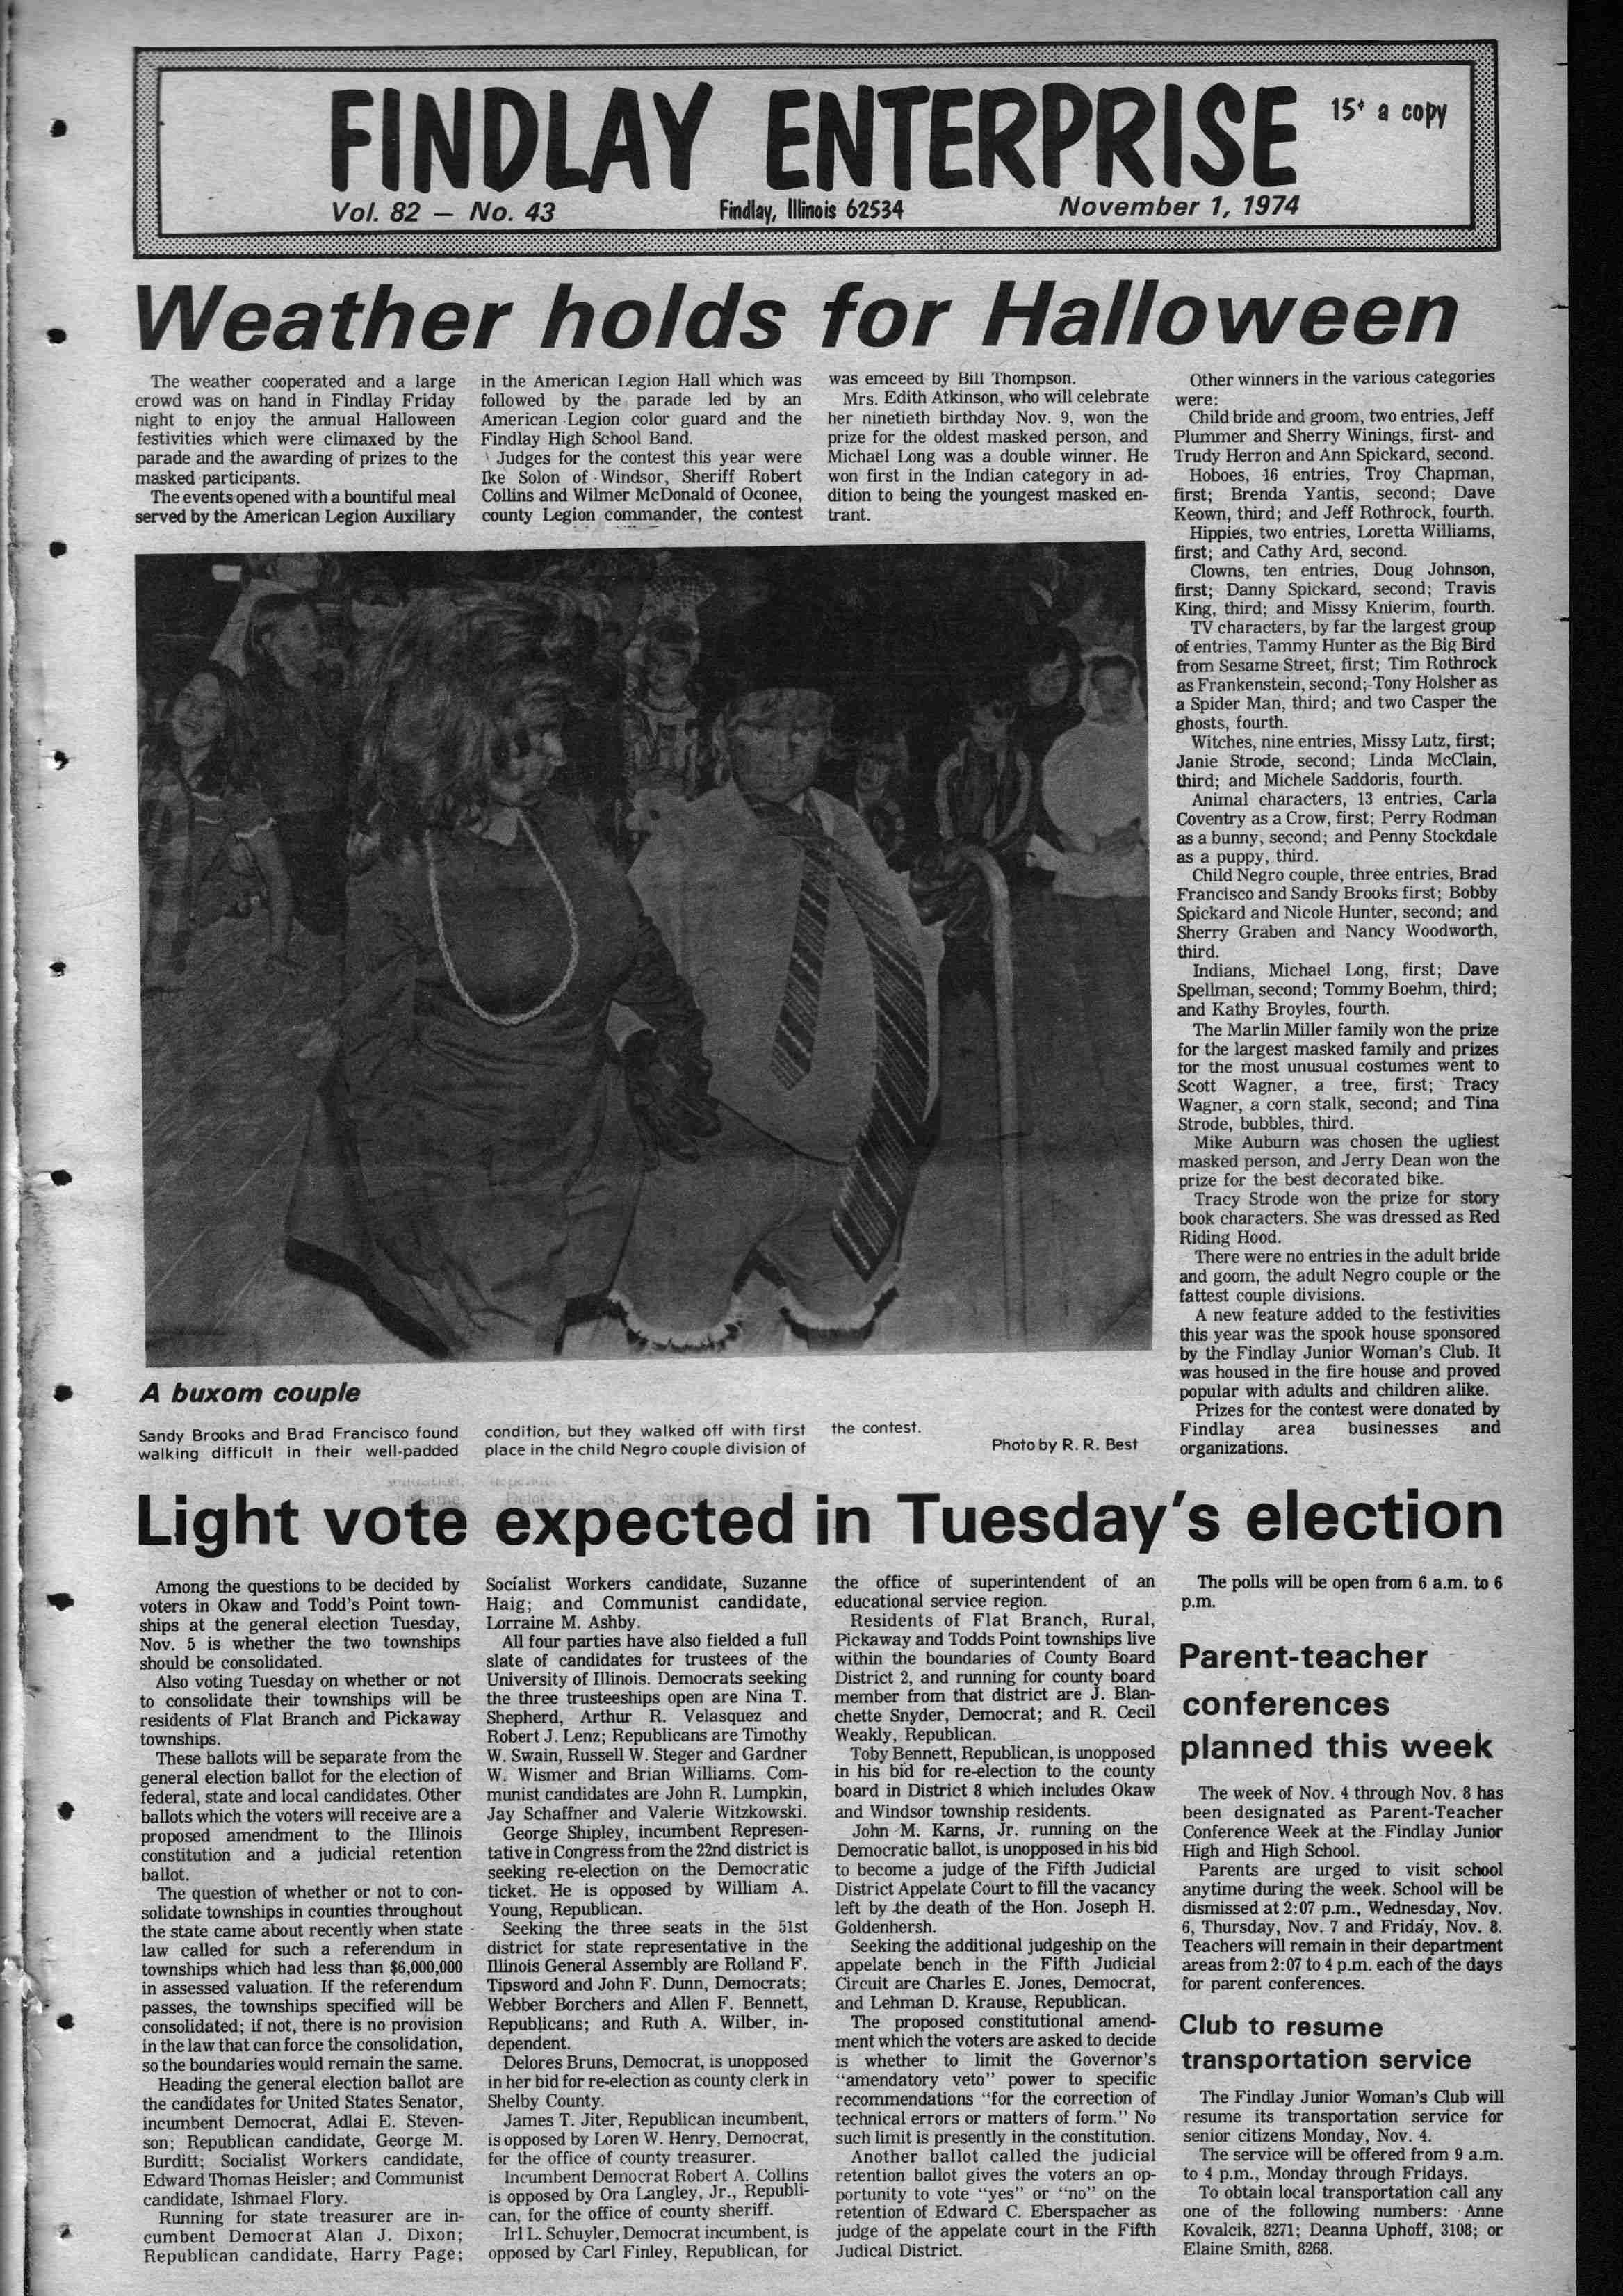 FINDLAY ENTERPRISE
15¢ a copy
Vol. 82 — No. 43
Findlay, Illinois 62534
November 1, 1974
Weather holds for Halloween
The weather cooperated and a large
crowd was on hand in Findlay Friday
night to enjoy the annual Halloween
festivities which were climaxed by the
parade and the awarding of prizes to the
masked participants.
The events opened with a bountiful meal
served by the American Legion Auxiliary
in the American Legion Hall which was
followed by the parade led by an
American Legion color guard and the
Findlay High School Band.
Judges for the contest this year were
Ike Solon of Windsor, Sheriff Robert
Collins and Wilmer McDonald of Oconee,
county Legion commander, the contest
was emceed by Bill Thompson.
Mrs. Edith Atkinson, who will celebrate
her ninetieth birthday Nov. 9, won the
prize for the oldest masked person, and
Michael Long was a double winner. He
won first in the Indian category in ad-
dition to being the youngest masked en-
trant.
Other winners in the various categories
were:
Child bride and groom, two entries, Jeff
Plummer and Sherry Winings, first- and
Trudy Herron and Ann Spickard, second.
Hoboes, 16 entries, Troy Chapman,
first; Brenda Yantis, second; Dave
Keown, third; and Jeff Rothrock, fourth.
Hippies, two entries, Loretta Williams,
first; and Cathy Ard, second.
Clowns, ten entries, Doug Johnson,
first; Danny Spickard, second; Travis
King, third; and Missy Knierim, fourth.
TV characters, by far the largest group
of entries, Tammy Hunter as the Big Bird
from Sesame Street, first; Tim Rothrock
as Frankenstein, second; Tony Holsher as
a Spider Man, third; and two Casper the
ghosts, fourth.
Witches, nine entries, Missy Lutz, first;
Janie Strode, second; Linda McClain,
third; and Michele Saddoris, fourth.
Animal characters, 13 entries, Carla
Coventry as a Crow, first; Perry Rodman
as a bunny, second; and Penny Stockdale
as a puppy, third.
Child Negro couple, three entries, Brad
Francisco and Sandy Brooks first; Bobby
Spickard and Nicole Hunter, second; and
Sherry Graben and Nancy Woodworth,
third.
Indians, Michael Long, first; Dave
Spellman, second; Tommy Boehm, third;
and Kathy Broyles, fourth.
The Marlin Miller family won the prize
for the largest masked family and prizes
for the most unusual costumes went to
Scott Wagner, a tree, first; Tracy
Wagner, a corn stalk, second; and Tina
Strode, bubbles, third.
Mike Auburn was chosen the ugliest
masked person, and Jerry Dean won the
prize for the best decorated bike.
Tracy Strode won the prize for story
book characters. She was dressed as Red
Riding Hood.
There were no entries in the adult bride
and goom, the adult Negro couple or the
fattest couple divisions.
A new feature added to the festivities
this year was the spook house sponsored
by the Findlay Junior Woman's Club. It
was housed in the fire house and proved
popular with adults and children alike.
Prizes for the contest were donated by
Findlay area businesses and
organizations.
A buxom couple
Sandy Brooks and Brad Francisco found
walking difficult in their well-padded
condition, but they walked off with first
place in the child Negro couple division of
the contest.
Photo by R. R. Best
Light vote expected in Tuesday's election
Among the questions to be decided by
voters in Okaw and Todd's Point town-
ships at the general election Tuesday,
Nov. 5 is whether the two townships
should be consolidated.
Also voting Tuesday on whether or not
to consolidate their townships will be
residents of Flat Branch and Pickaway
townships.
These ballots will be separate from the
general election ballot for the election of
federal, state and local candidates. Other
ballots which the voters will receive are a
proposed amendment to the Illinois
constitution and a judicial retention
ballot.
The question of whether or not to con-
solidate townships in counties throughout
the state came about recently when state
law called for such a referendum in
townships which had less than $6,000,000
in assessed valuation. If the referendum
passes, the townships specified will be
consolidated; if not, there is no provision
in the law that can force the consolidation,
so the boundaries would remain the same.
Heading the general election ballot are
the candidates for United States Senator,
incumbent Democrat, Adlai E. Steven-
son; Republican candidate, George M.
Burditt; Socialist Workers candidate,
Edward Thomas Heisler; and Communist
candidate, Ishmael Flory.
Running for state treasurer are in-
cumbent Democrat Alan J. Dixon;
Republican candidate, Harry Page;
Socialist Workers candidate, Suzanne
Haig; and Communist candidate,
Lorraine M. Ashby.
All four parties have also fielded a full
slate of candidates for trustees of the
University of Illinois. Democrats seeking
the three trusteeships open are Nina T.
Shepherd, Arthur R. Velasquez and
Robert J. Lenz; Republicans are Timothy
W. Swain, Russell W. Steger and Gardner
W. Wismer and Brian Williams. Com-
munist candidates are John R. Lumpkin,
Jay Schaffner and Valerie Witzkowski.
George Shipley, incumbent Represen-
tative in Congress from the 22nd district is
seeking re-election on the Democratic
ticket. He is opposed by William A.
Young, Republican.
Seeking the three seats in the 51st
district for state representative in the
Illinois General Assembly are Rolland F.
Tipsword and John F. Dunn, Democrats;
Webber Borchers and Allen F. Bennett,
Republicans; and Ruth A. Wilber, in-
dependent.
Delores Bruns, Democrat, is unopposed
in her bid for re-election as county clerk in
Shelby County.
James T. Jiter, Republican incumbent,
is opposed by Loren W. Henry, Democrat,
for the office of county treasurer.
Incumbent Democrat Robert A. Collins
is opposed by Ora Langley, Jr., Republi-
can, for the office of county sheriff.
Irl L. Schuyler, Democrat incumbent, is
opposed by Carl Finley, Republican, for
the office of superintendent of an
educational service region.
Residents of Flat Branch, Rural,
Pickaway and Todds Point townships live
within the boundaries of County Board
District 2, and running for county board
member from that district are J. Blan-
chette Snyder, Democrat; and R. Cecil
Weakly, Republican.
Toby Bennett, Republican, is unopposed
in his bid for re-election to the county
board in District 8 which includes Okaw
and Windsor township residents.
John M. Karns, Jr. running on the
Democratic ballot, is unopposed in his bid
to become a judge of the Fifth Judicial
District Appelate Court to fill the vacancy
left by the death of the Hon. Joseph H.
Goldenhersh.
Seeking the additional judgeship on the
appelate bench in the Fifth Judicial
Circuit are Charles E. Jones, Democrat,
and Lehman D. Krause, Republican.
The proposed constitutional amend-
ment which the voters are asked to decide
is whether to limit the Governor's
"amendatory veto" power to specific
recommendations "for the correction of
technical errors or matters of form." No
such limit is presently in the constitution.
Another ballot called the judicial
retention ballot gives the voters an op-
portunity to vote "yes" or "no" on the
retention of Edward C. Eberspacher as
judge of the appelate court in the Fifth
Judical District.
The polls will be open from 6 a.m. to 6
p.m.
Parent-teacher
conferences
planned this week
The week of Nov. 4 through Nov. 8 has
been designated as Parent-Teacher
Conference Week at the Findlay Junior
High and High School.
Parents are urged to visit school
anytime during the week. School will be
dismissed at 2:07 p.m., Wednesday, Nov.
6, Thursday, Nov. 7 and Friday, Nov. 8.
Teachers will remain in their department
areas from 2:07 to 4 p.m. each of the days
for parent conferences.
Club to resume
transportation service
The Findlay Junior Woman's Club will
resume its transportation service for
senior citizens Monday, Nov. 4.
The service will be offered from 9 a.m.
to 4 p.m., Monday through Fridays.
To obtain local transportation call any
one of the following numbers: Anne
Kovalcik, 8271; Deanna Uphoff, 3108; or
Elaine Smith, 8268.